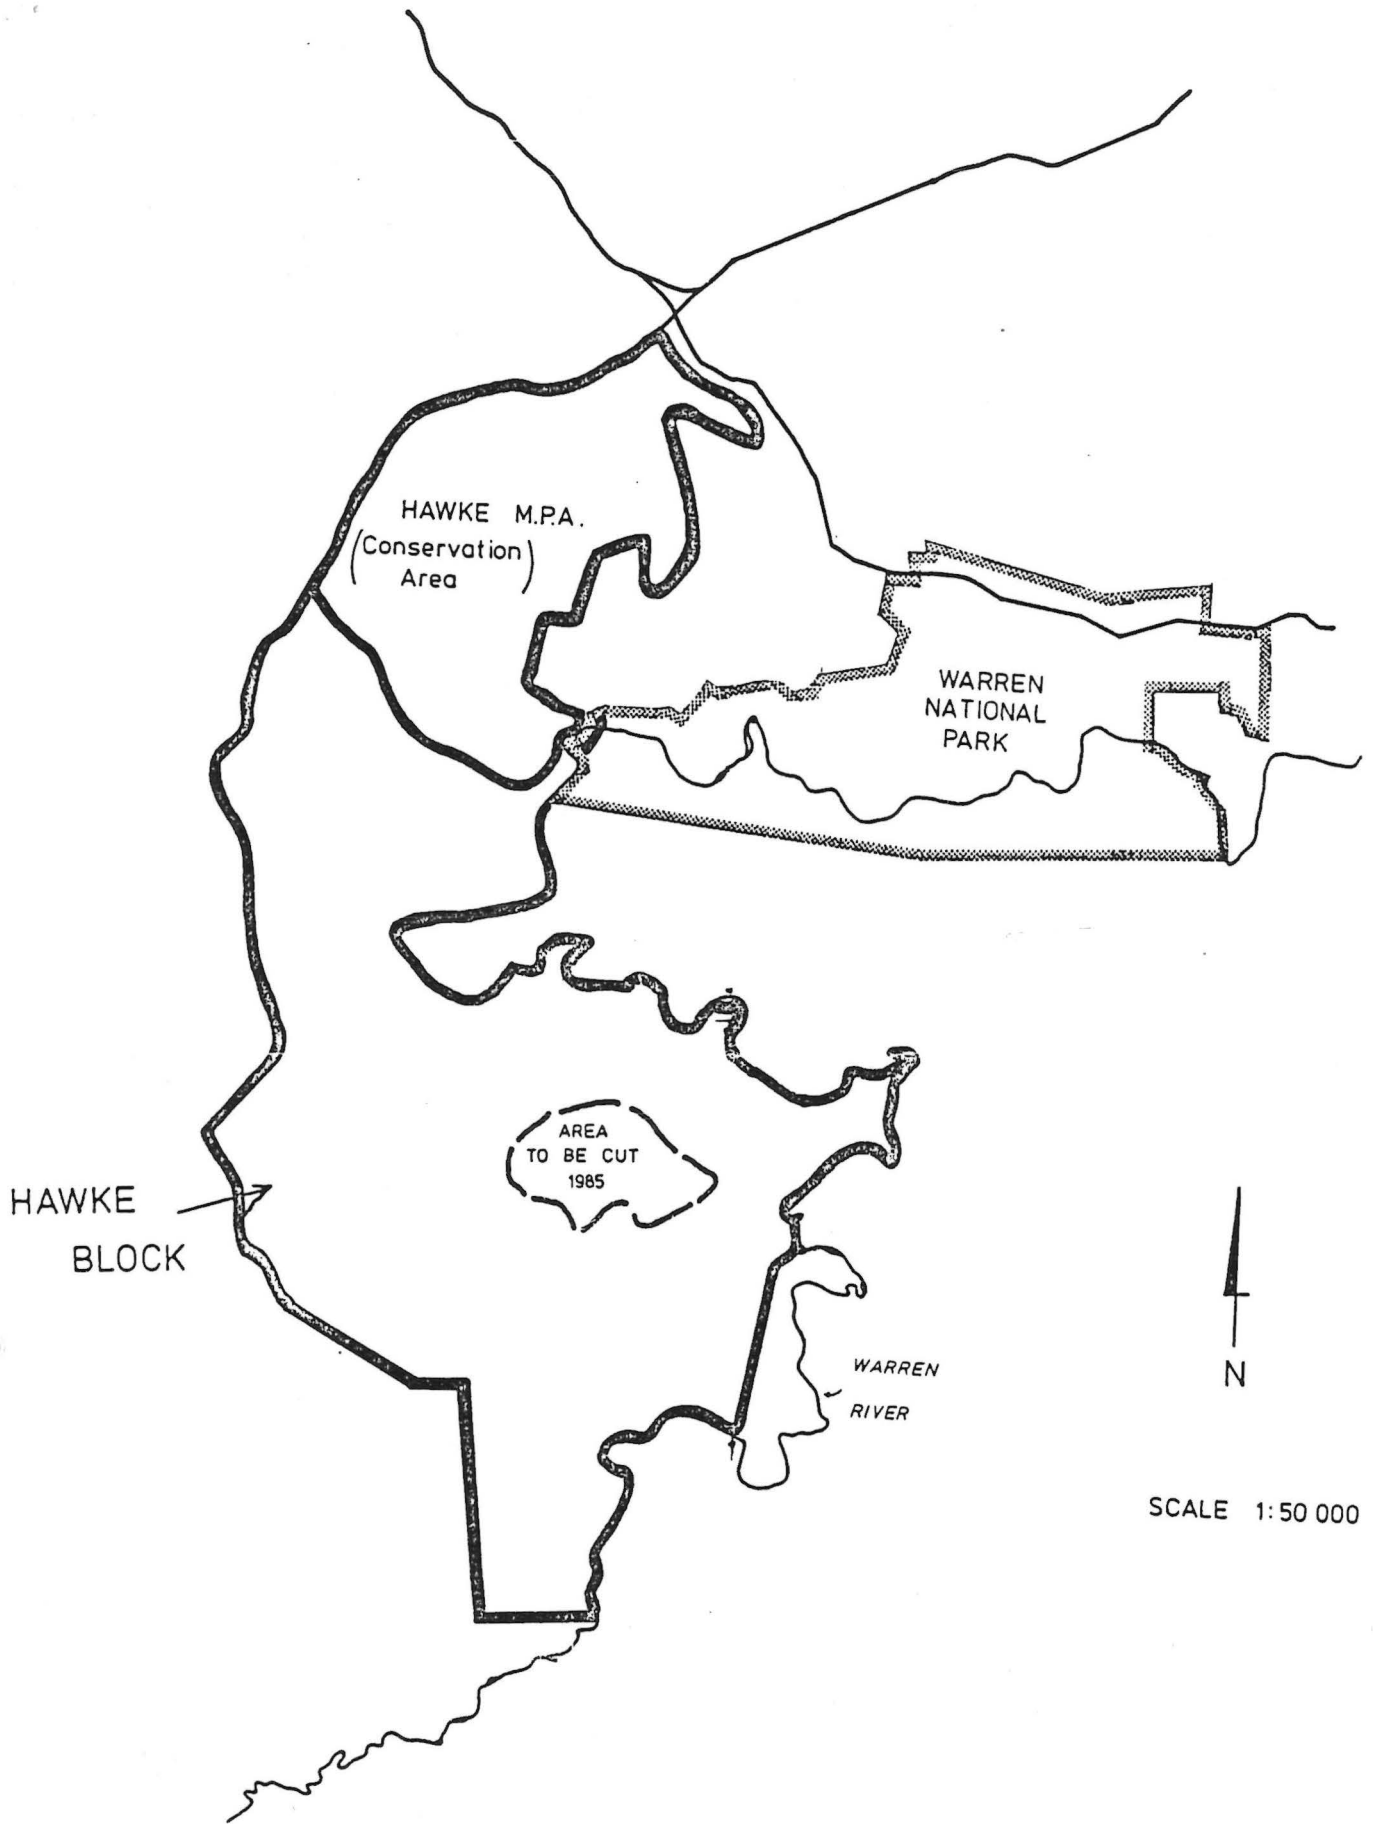 HAWKE M.P.A.
(Conservation
Area)
WARREN
NATIONAL
PARK
AREA
TO BE CUT
1985
HAWKE
BLOCK
WARREN
RIVER
N
SCALE 1:50 000